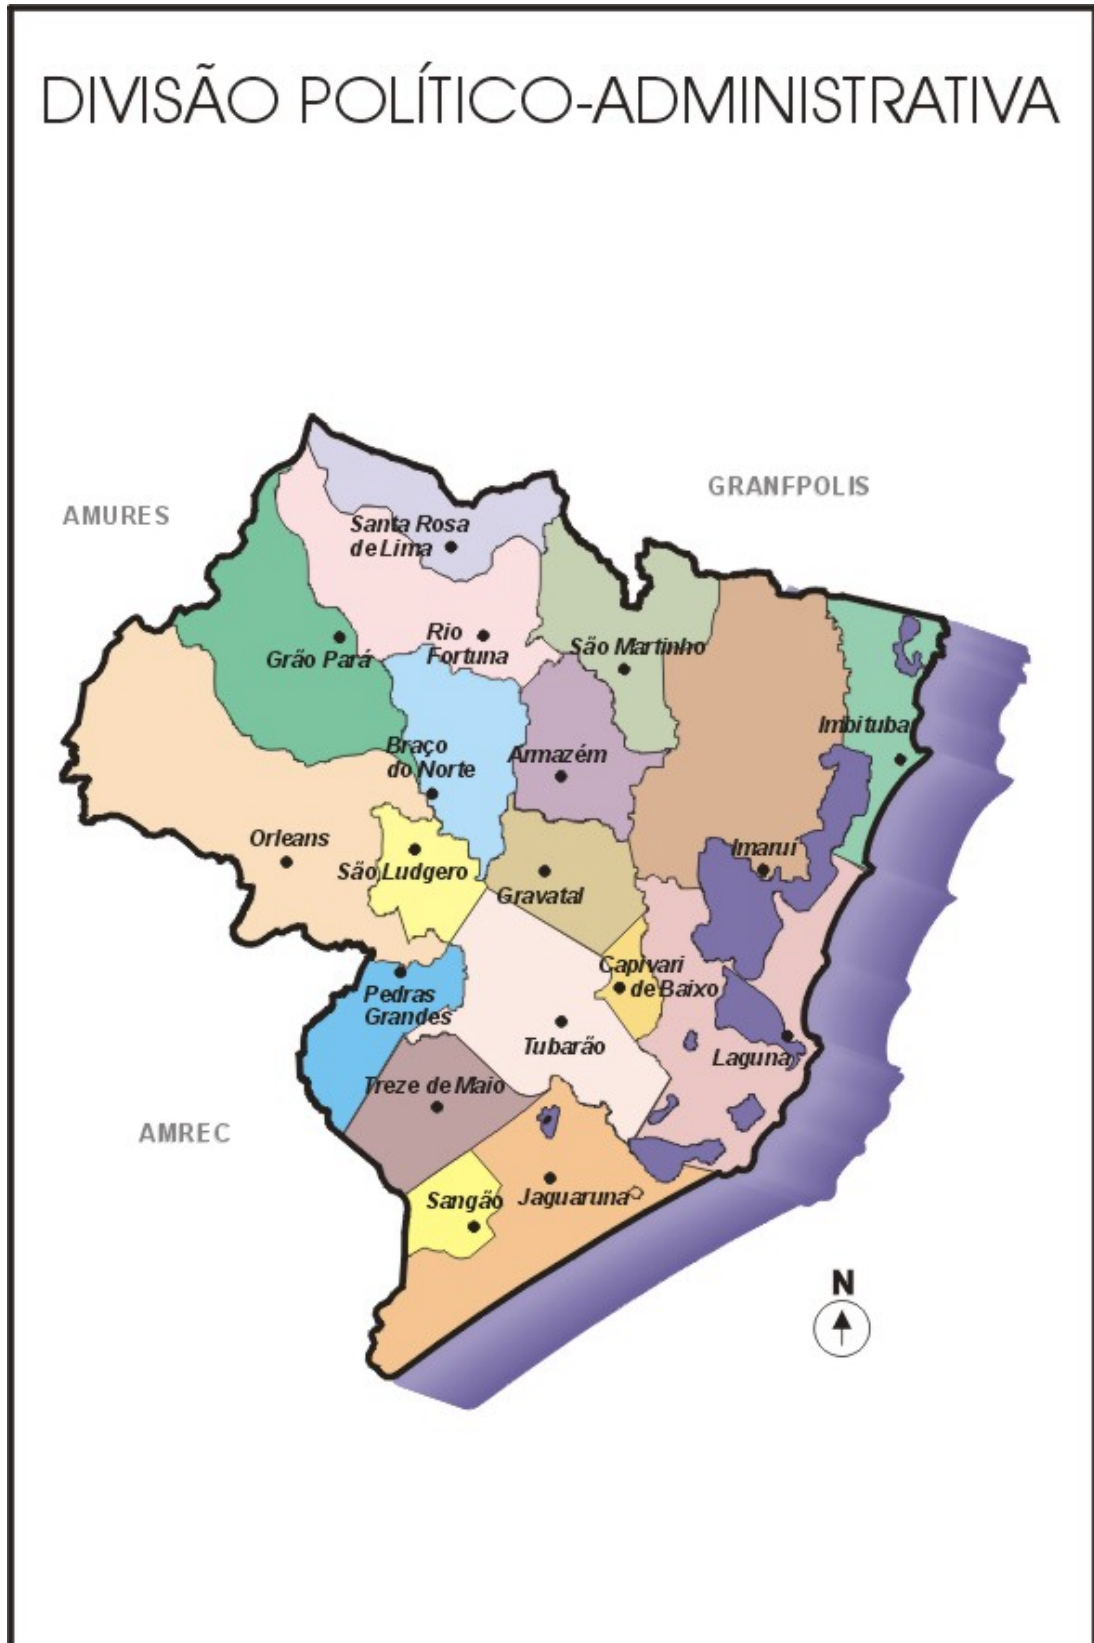 DIVISÃO POLÍTICO-ADMINISTRATIVA
GRANFPOLIS
AMURES
Santa Rosa
de Lima
Rio
Fortuna
Grão Pará
São Martinho
Imbituba
Braço
do Norte
Armazém
Orleans
Imaruí
São Ludgero
Gravatal
Capivari
de Baixo
Pedras
Grandes
Tubarão
Laguna
Treze de Maio
AMREC
Sangão
Jaguaruna
N